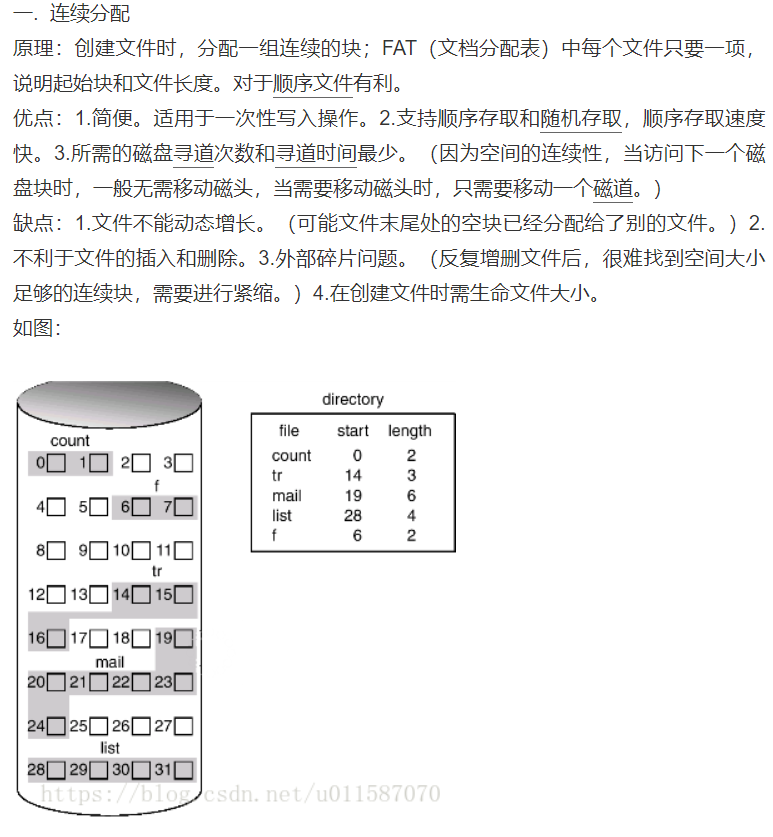 一. 连续分配
原理：创建文件时，分配一组连续的块；FAT（文档分配表）中每个文件只要一项，
说明起始块和文件长度。对于顺序文件有利。
优点：1.简便。适用于一次性写入操作。2.支持顺序存取和随机存取，顺序存取速度
快。3.所需的磁盘寻道次数和寻道时间最少。（因为空间的连续性，当访问下一个磁
盘块时，一般无需移动磁头，当需要移动磁头时，只需要移动一个磁道。）
缺点：1.文件不能动态增长。（可能文件末尾处的空块已经分配给了别的文件。）2.
不利于文件的插入和删除。3.外部碎片问题。（反复增删文件后，很难找到空间大小
足够的连续块，需要进行紧缩。）4.在创建文件时需生命文件大小。
如图：
count
0 1 2 3
f
4 5 6 7
8 9 10 11
tr
12 13 14 15
16 17 18 19
mail
20 21 22 23
24 25 26 27
list
28 29 30 31
directory
file start length
count 0 2
tr 14 3
mail 19 6
list 28 4
f 6 2
https://blog.csdn.net/u011587070